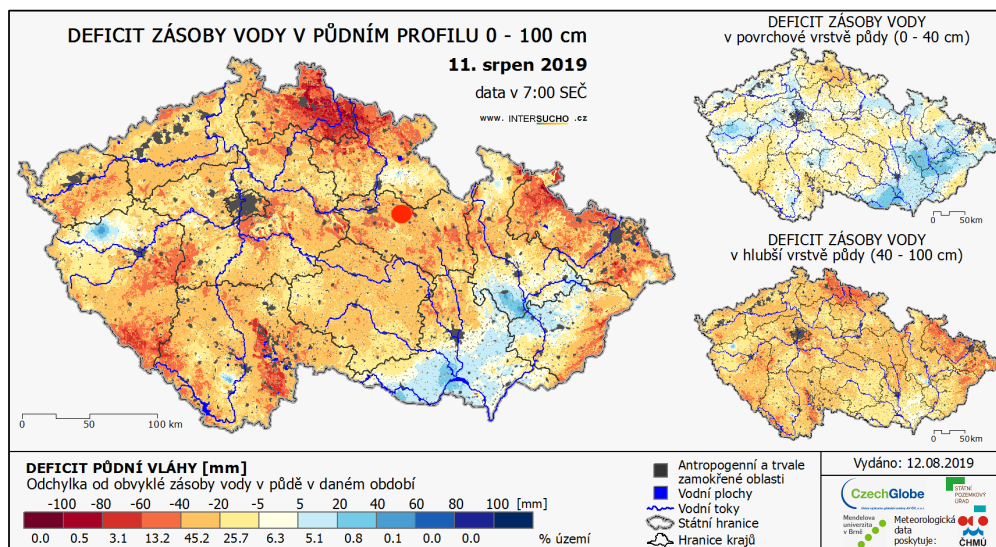 DEFICIT ZÁSOBY VODY V PŮDNÍM PROFILU 0 - 100 cm
11. srpen 2019
data v 7:00 SEČ
www. INTERSUCHO .cz
0 50 100 km
DEFICIT ZÁSOBY VODY
v povrchové vrstvě půdy (0 - 40 cm)
0 50km
DEFICIT ZÁSOBY VODY
v hlubší vrstvě půdy (40 - 100 cm)
0 50km
DEFICIT PŮDNÍ VLÁHY [mm]
Odchylka od obvyklé zásoby vody v půdě v daném období
-100 -80 -60 -40 -20 -5 5 20 40 60 80 100 [mm]
0.0 0.5 3.1 13.2 45.2 25.7 6.3 5.1 0.8 0.1 0.0 0.0 % území
Antropogenní a trvale
zamokřené oblasti
Vodní plochy
Vodní toky
Státní hranice
Hranice krajů
Vydáno: 12.08.2019
CzechGlobe
STÁTNÍ
POZEMKOVÝ
ÚŘAD
Mendelova
univerzita
v Brně
Meteorologická
data
poskytuje:
ČHMÚ